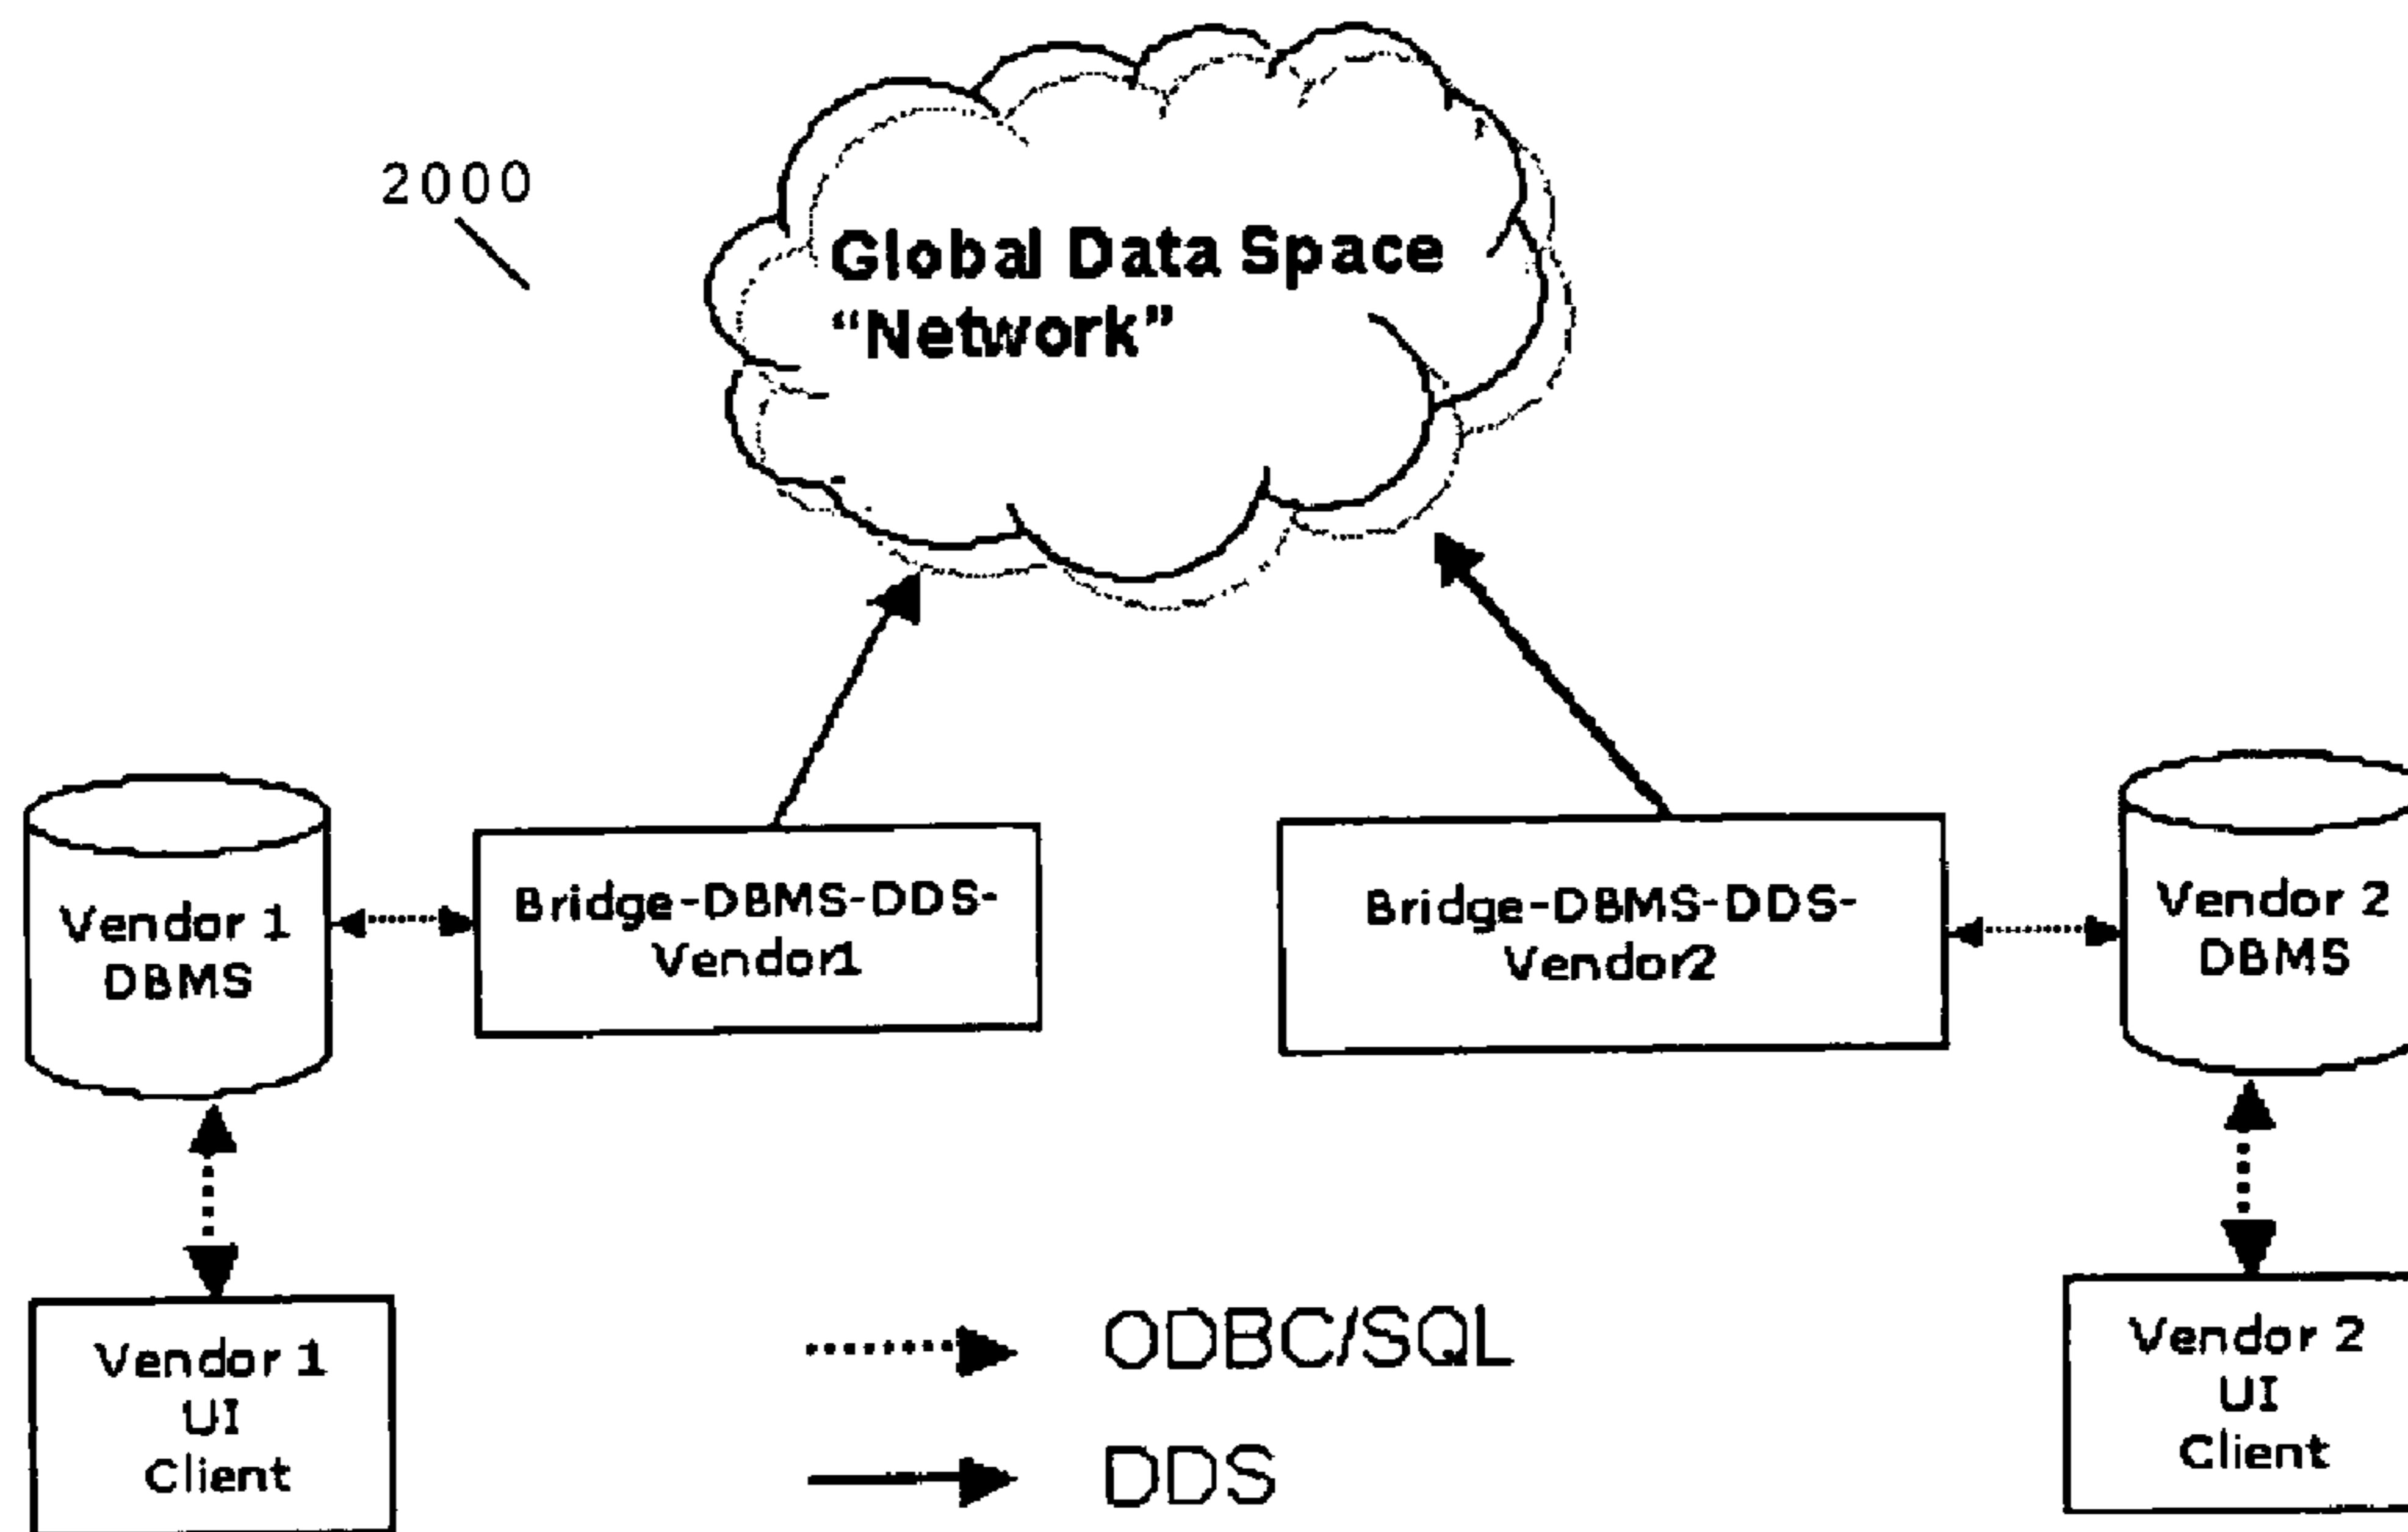 2000
Global Data Space
“Network”
Vendor 1
DBMS
Bridge-DBMS-DDS-
Vendor1
Bridge-DBMS-DDS-
Vendor2
Vendor 2
DBMS
Vendor 1
UI
Client
ODBC/SQL
DDS
Vendor 2
UI
Client